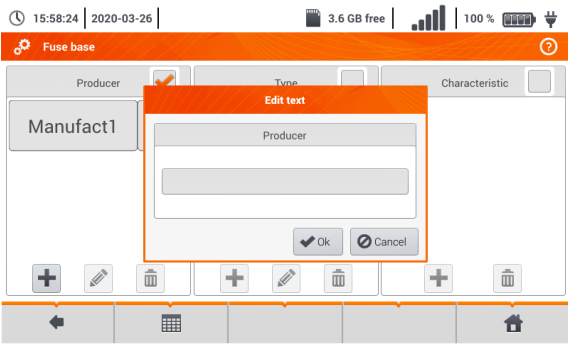 15:58:24 2020-03-26 3.6 GB free 100 %
Fuse base ?
Producer Type Characteristic
Edit text
Manufact1
Producer
Ok Cancel